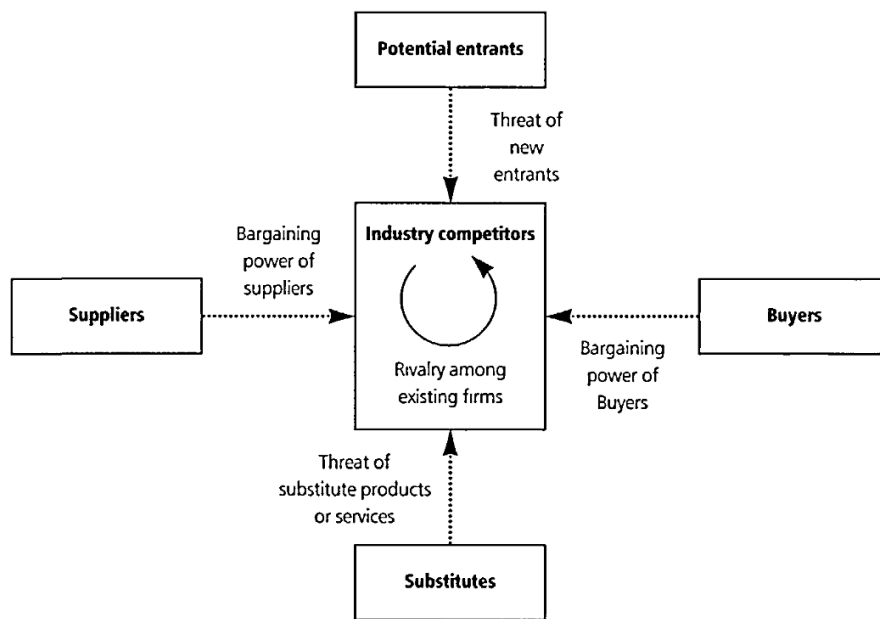 Potential entrants
Threat of
new
entrants
Industry competitors
Bargaining
power of
suppliers
Suppliers
Buyers
Rivalry among
existing firms
Bargaining
power of
Buyers
Threat of
substitute products
or services
Substitutes